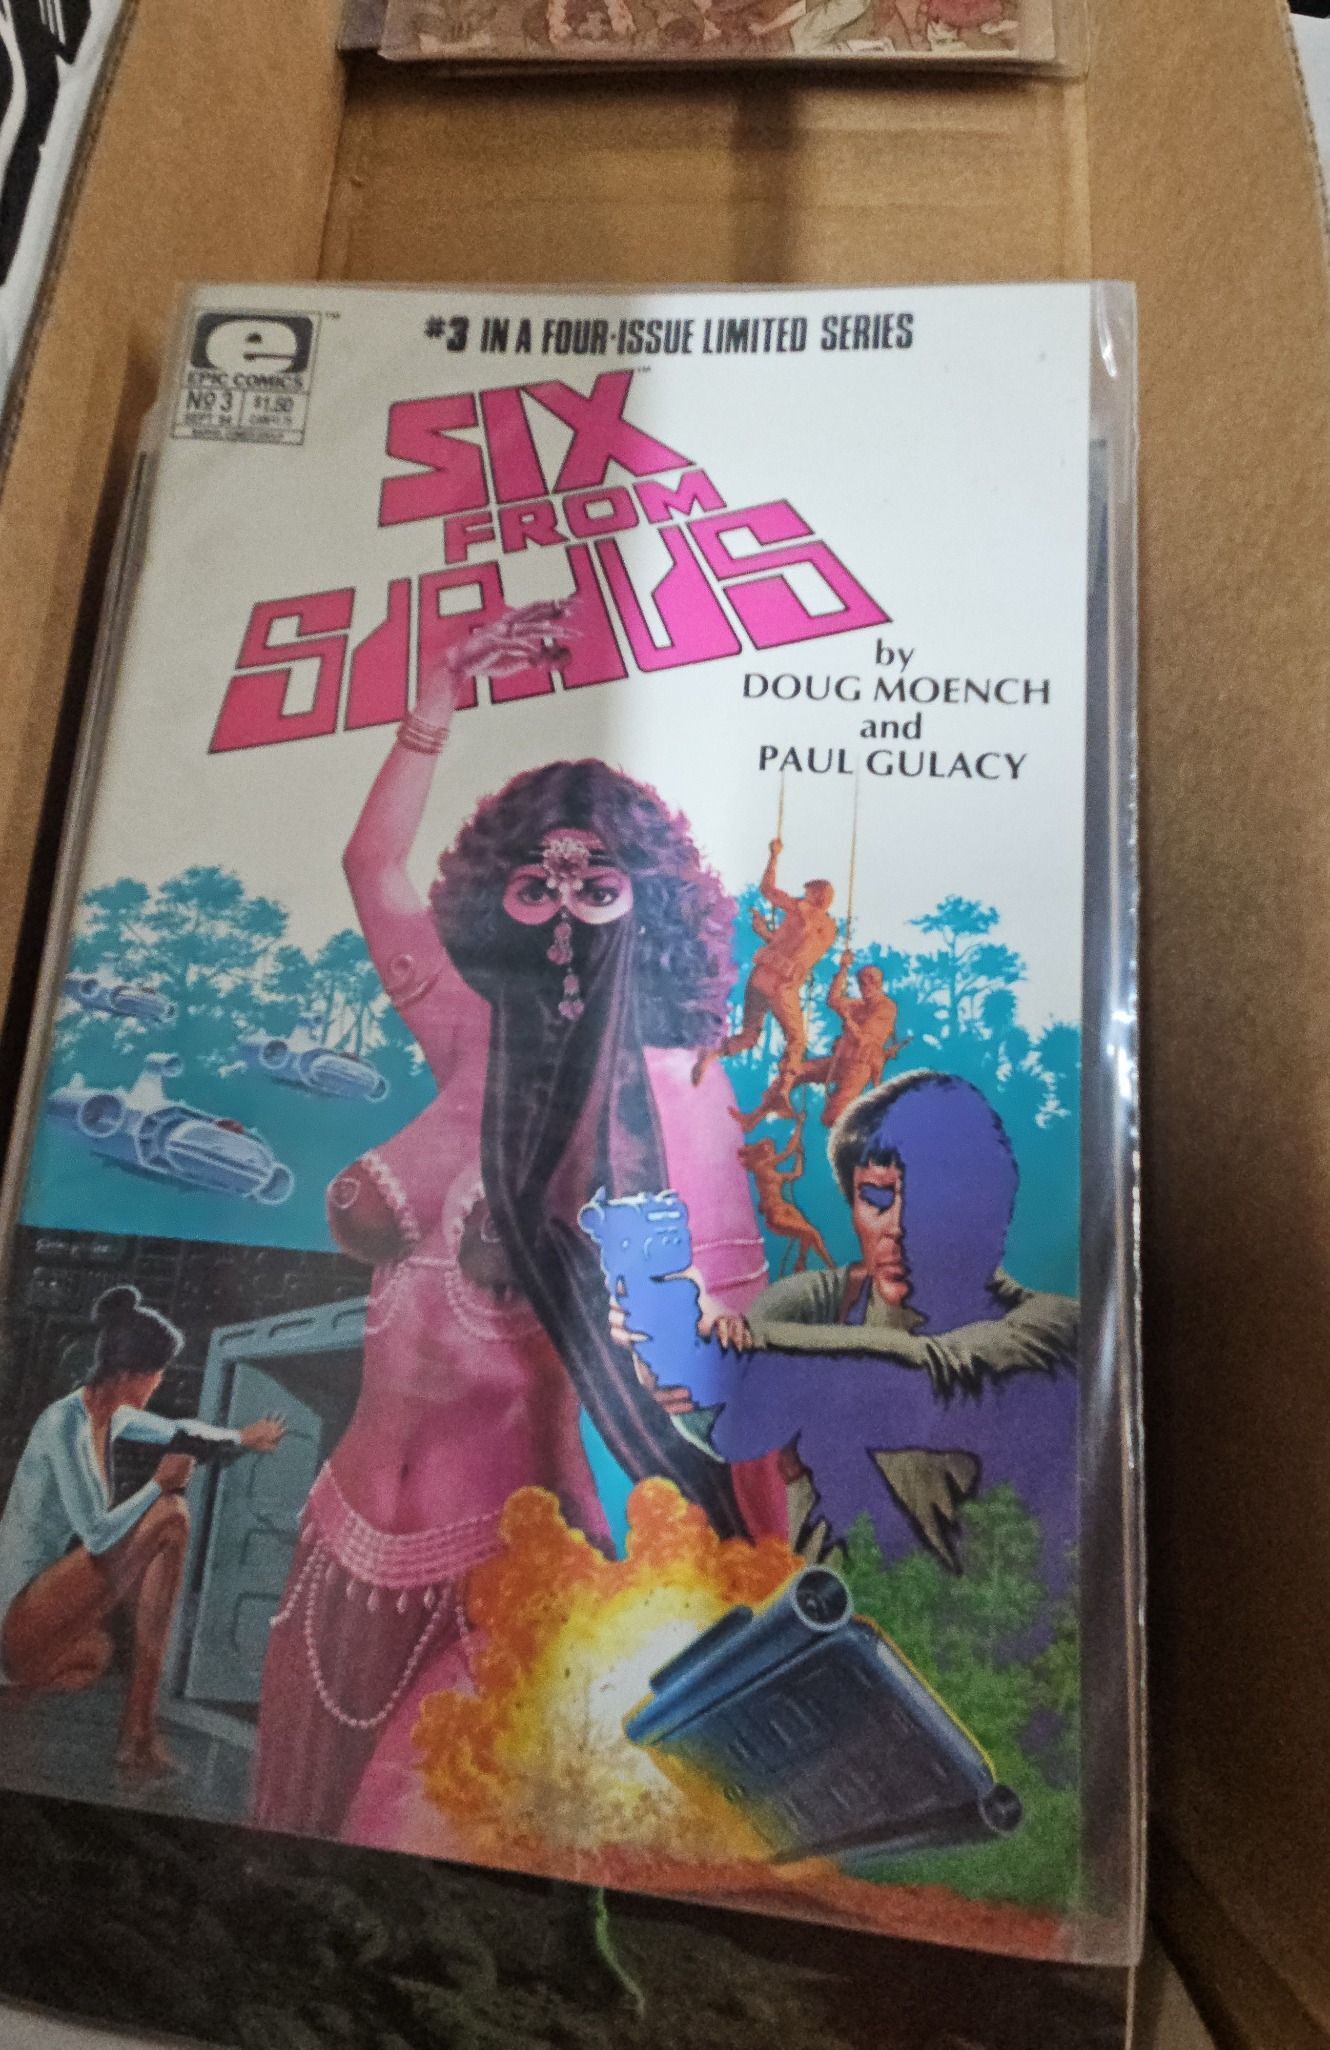 e
EPIC COMICS
№ 3 $1.50
SEPT
#3 IN A FOUR-ISSUE LIMITED SERIES
SIX
FROM
SIRIUS
by
DOUG MOENCH
and
PAUL GULACY